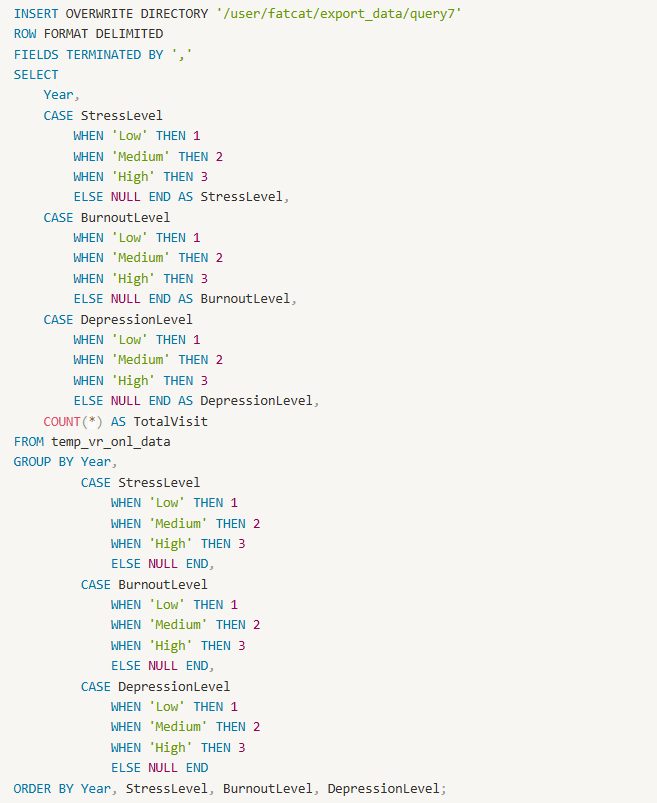 INSERT OVERWRITE DIRECTORY '/user/fatcat/export_data/query7'
ROW FORMAT DELIMITED
FIELDS TERMINATED BY ','
SELECT
    Year,
    CASE StressLevel
        WHEN 'Low' THEN 1
        WHEN 'Medium' THEN 2
        WHEN 'High' THEN 3
        ELSE NULL END AS StressLevel,
    CASE BurnoutLevel
        WHEN 'Low' THEN 1
        WHEN 'Medium' THEN 2
        WHEN 'High' THEN 3
        ELSE NULL END AS BurnoutLevel,
    CASE DepressionLevel
        WHEN 'Low' THEN 1
        WHEN 'Medium' THEN 2
        WHEN 'High' THEN 3
        ELSE NULL END AS DepressionLevel,
    COUNT(*) AS TotalVisit
FROM temp_vr_onl_data
GROUP BY Year,
         CASE StressLevel
             WHEN 'Low' THEN 1
             WHEN 'Medium' THEN 2
             WHEN 'High' THEN 3
             ELSE NULL END,
         CASE BurnoutLevel
             WHEN 'Low' THEN 1
             WHEN 'Medium' THEN 2
             WHEN 'High' THEN 3
             ELSE NULL END,
         CASE DepressionLevel
             WHEN 'Low' THEN 1
             WHEN 'Medium' THEN 2
             WHEN 'High' THEN 3
             ELSE NULL END
ORDER BY Year, StressLevel, BurnoutLevel, DepressionLevel;